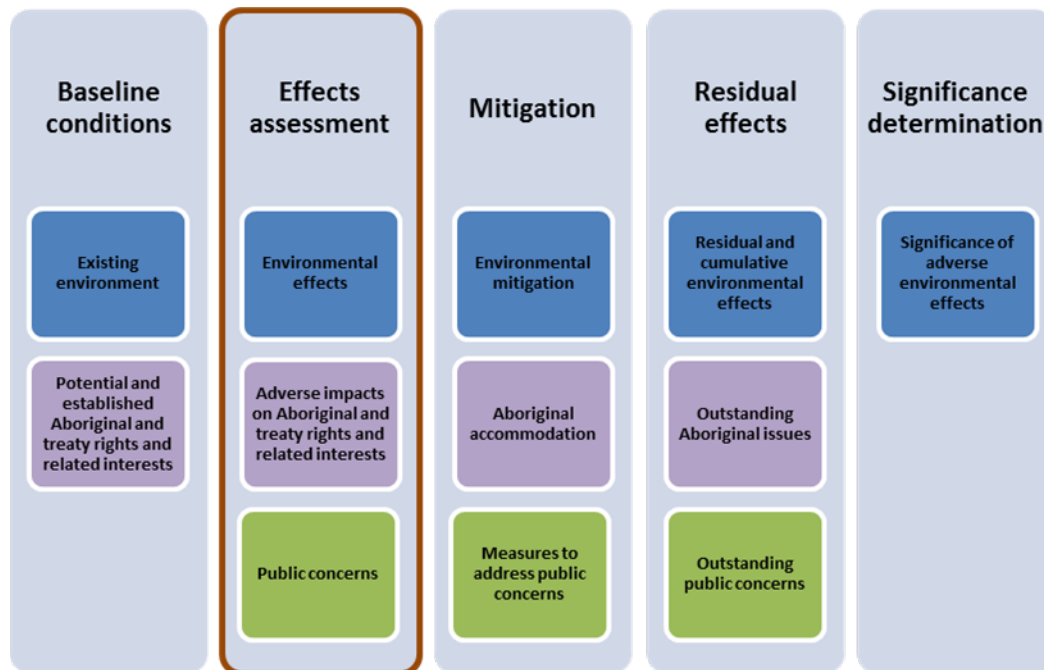 Baseline
conditions
Existing
environment
Potential and
established
Aboriginal and
treaty rights and
related interests
Effects
assessment
Environmental
effects
Adverse impacts
on Aboriginal and
treaty rights and
related interests
Public concerns
Mitigation
Environmental
mitigation
Aboriginal
accommodation
Measures to
address public
concerns
Residual
effects
Residual and
cumulative
environmental
effects
Outstanding
Aboriginal issues
Outstanding
public concerns
Significance
determination
Significance of
adverse
environmental
effects